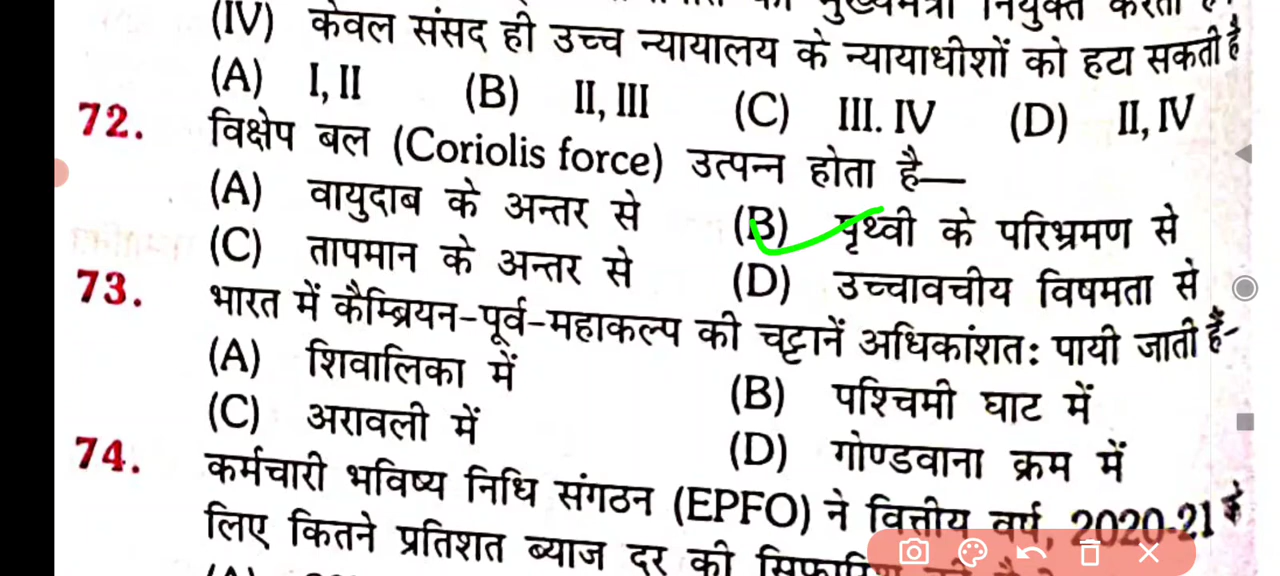 मुख्यमंत्री नियुक्त करता है
(IV) केवल संसद ही उच्च न्यायालय के न्यायाधीशों को हटा सकती है
(A) I, II (B) II, III (C) III. IV (D) II, IV
72. विक्षेप बल (Coriolis force) उत्पन्न होता है—
(A) वायुदाब के अन्तर से (B) पृथ्वी के परिभ्रमण से
(C) तापमान के अन्तर से (D) उच्चावचीय विषमता से
73. भारत में कैम्ब्रियन-पूर्व-महाकल्प की चट्टानें अधिकांशत: पायी जाती हैं-
(A) शिवालिका में (B) पश्चिमी घाट में
(C) अरावली में (D) गोण्डवाना क्रम में
74. कर्मचारी भविष्य निधि संगठन (EPFO) ने वित्तीय वर्ष, 2020-21 के
लिए कितने प्रतिशत ब्याज दर की